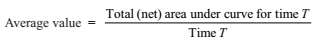 Average value = Total (net) area under curve for time T
Time T